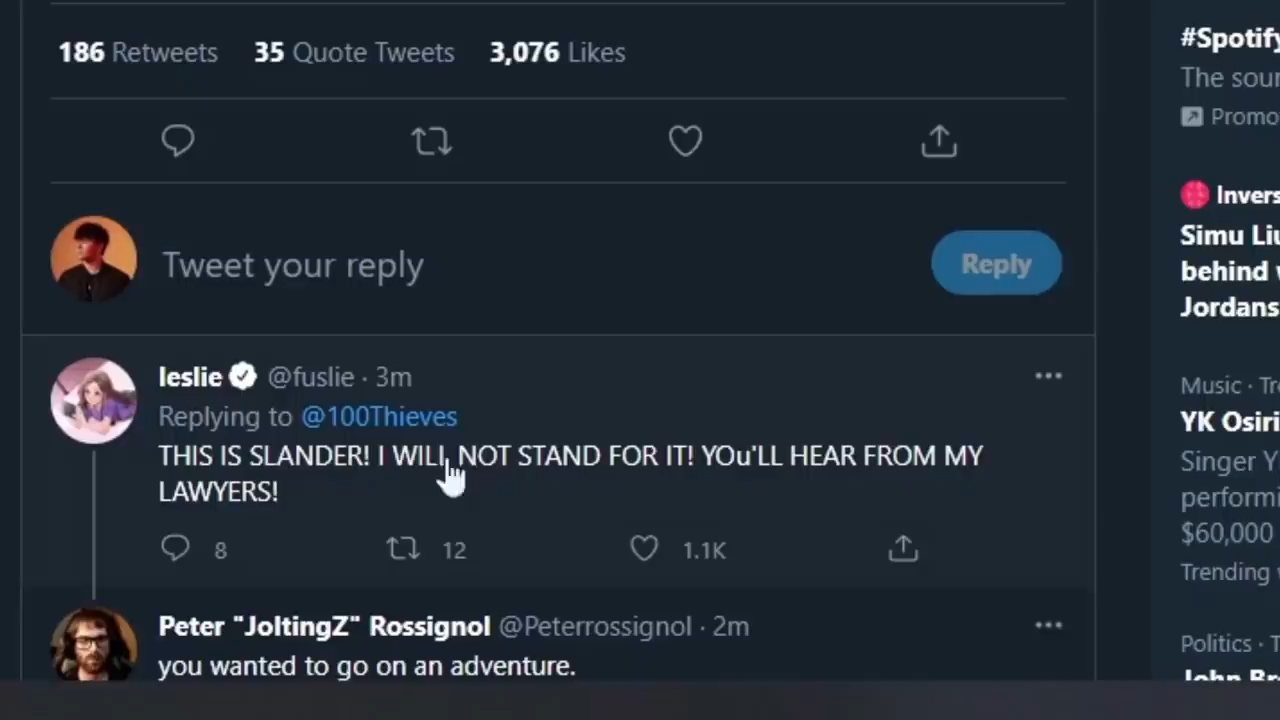 186 Retweets 35 Quote Tweets 3,076 Likes
Tweet your reply
Reply
leslie @fuslie · 3m
Replying to @100Thieves
THIS IS SLANDER! I WILL NOT STAND FOR IT! YOu'LL HEAR FROM MY
LAWYERS!
8 12 1.1K
Peter "JoltingZ" Rossignol @Peterrossignol · 2m
you wanted to go on an adventure.
#Spotify
The sour
Promo
Invers
Simu Liu
behind
Jordans
Music · Tr
YK Osiri
Singer Y
performi
$60,000
Trending
Politics · T
John Br